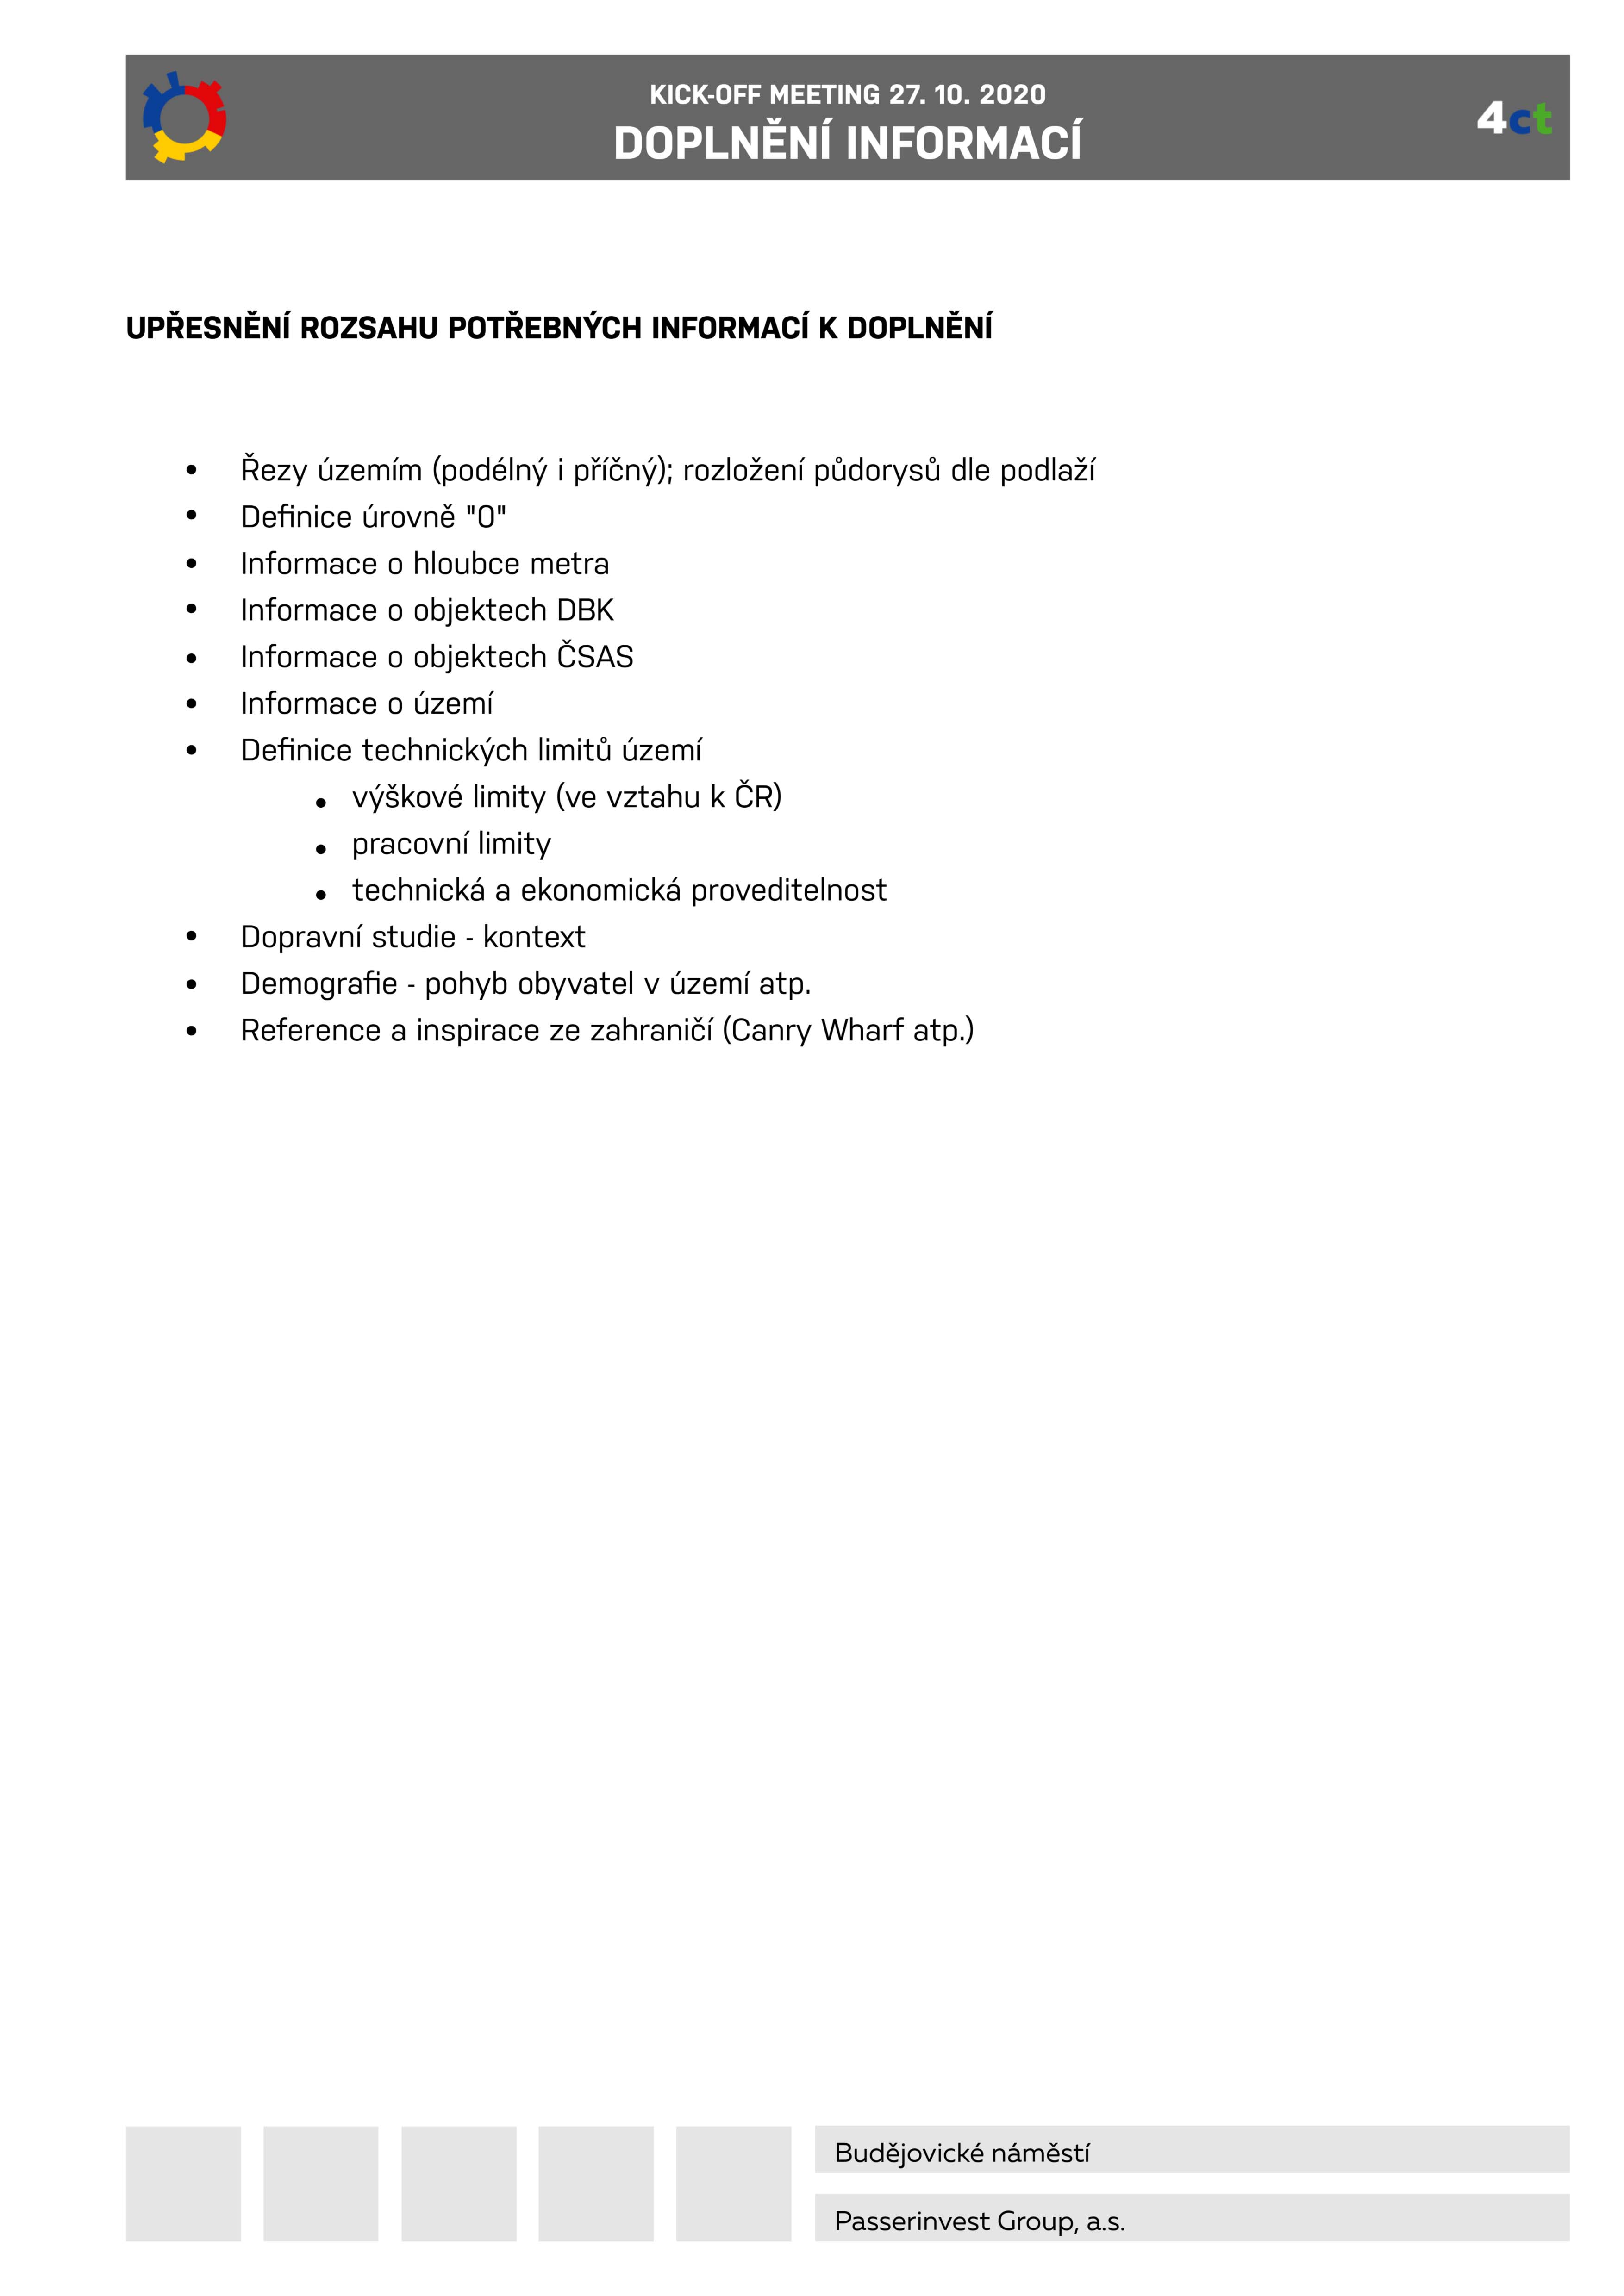 KICK-OFF MEETING 27. 10. 2020
DOPLNĚNÍ INFORMACÍ
4ct
UPŘESNĚNÍ ROZSAHU POTŘEBNÝCH INFORMACÍ K DOPLNĚNÍ
• Řezy územím (podélný i příčný); rozložení půdorysů dle podlaží
• Definice úrovně "0"
• Informace o hloubce metra
• Informace o objektech DBK
• Informace o objektech ČSAS
• Informace o území
• Definice technických limitů území
• výškové limity (ve vztahu k ČR)
• pracovní limity
• technická a ekonomická proveditelnost
• Dopravní studie - kontext
• Demografie - pohyb obyvatel v území atp.
• Reference a inspirace ze zahraničí (Canry Wharf atp.)
Budějovické náměstí
Passerinvest Group, a.s.